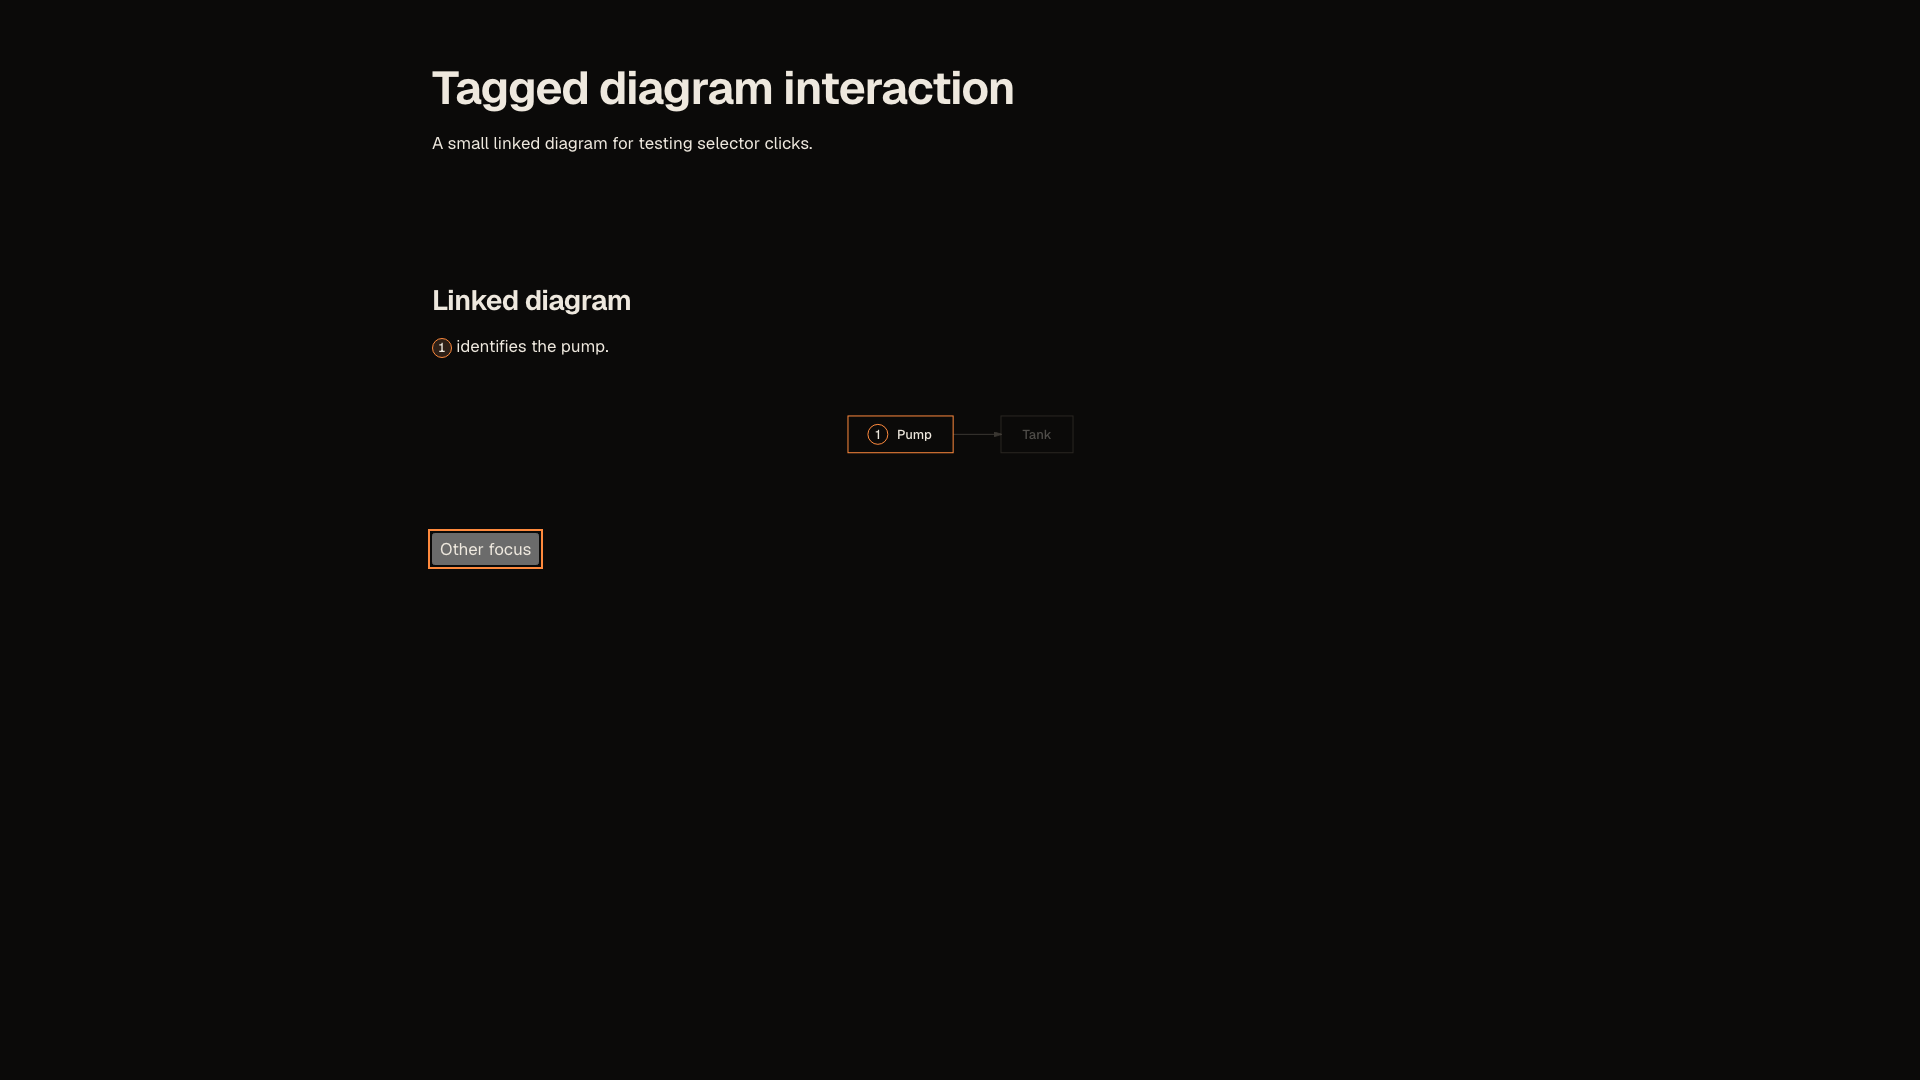 Tagged diagram interaction
A small linked diagram for testing selector clicks.
Linked diagram
1 identifies the pump.
1 Pump
Tank
Other focus